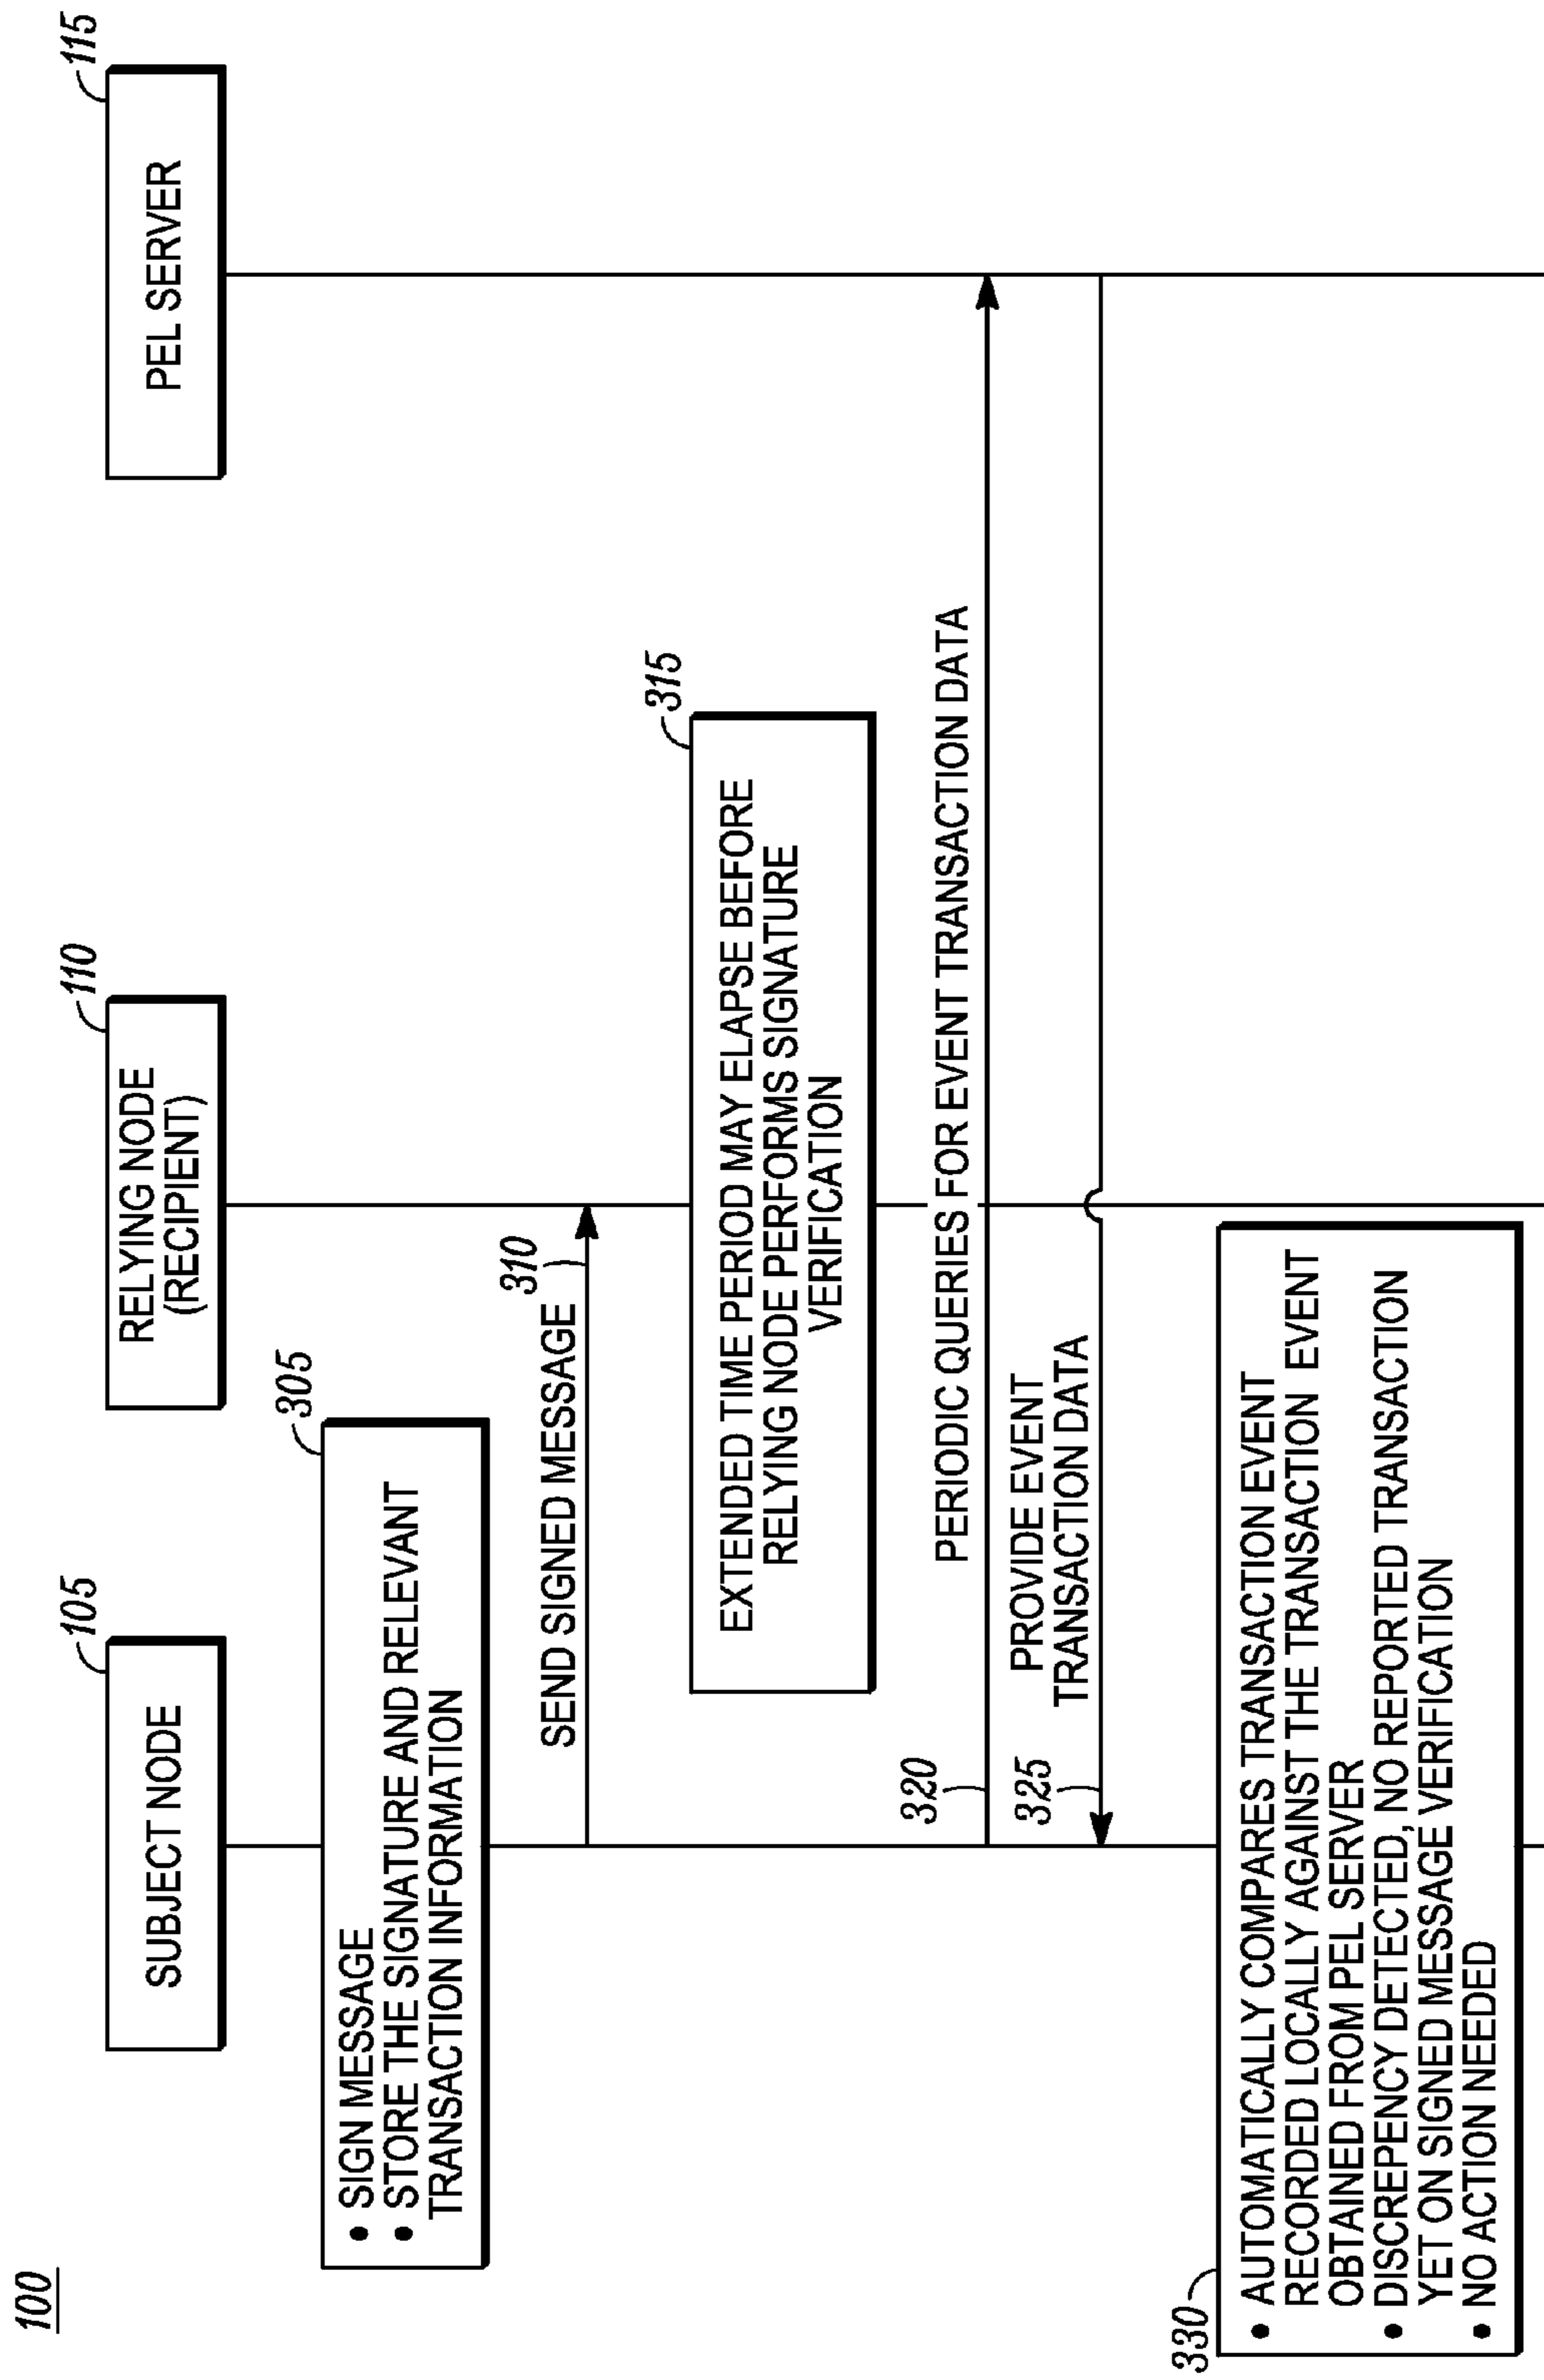 100
SUBJECT NODE
105
RELYING NODE
(RECIPIENT)
110
PEL SERVER
115
305
• SIGN MESSAGE
• STORE THE SIGNATURE AND RELEVANT
TRANSACTION INFORMATION
SEND SIGNED MESSAGE
310
315
EXTENDED TIME PERIOD MAY ELAPSE BEFORE
RELYING NODE PERFORMS SIGNATURE
VERIFICATION
320
PERIODIC QUERIES FOR EVENT TRANSACTION DATA
325
PROVIDE EVENT
TRANSACTION DATA
330
• AUTOMATICALLY COMPARES TRANSACTION EVENT
RECORDED LOCALLY AGAINST THE TRANSACTION EVENT
OBTAINED FROM PEL SERVER
• DISCREPENCY DETECTED, NO REPORTED TRANSACTION
YET ON SIGNED MESSAGE VERIFICATION
• NO ACTION NEEDED